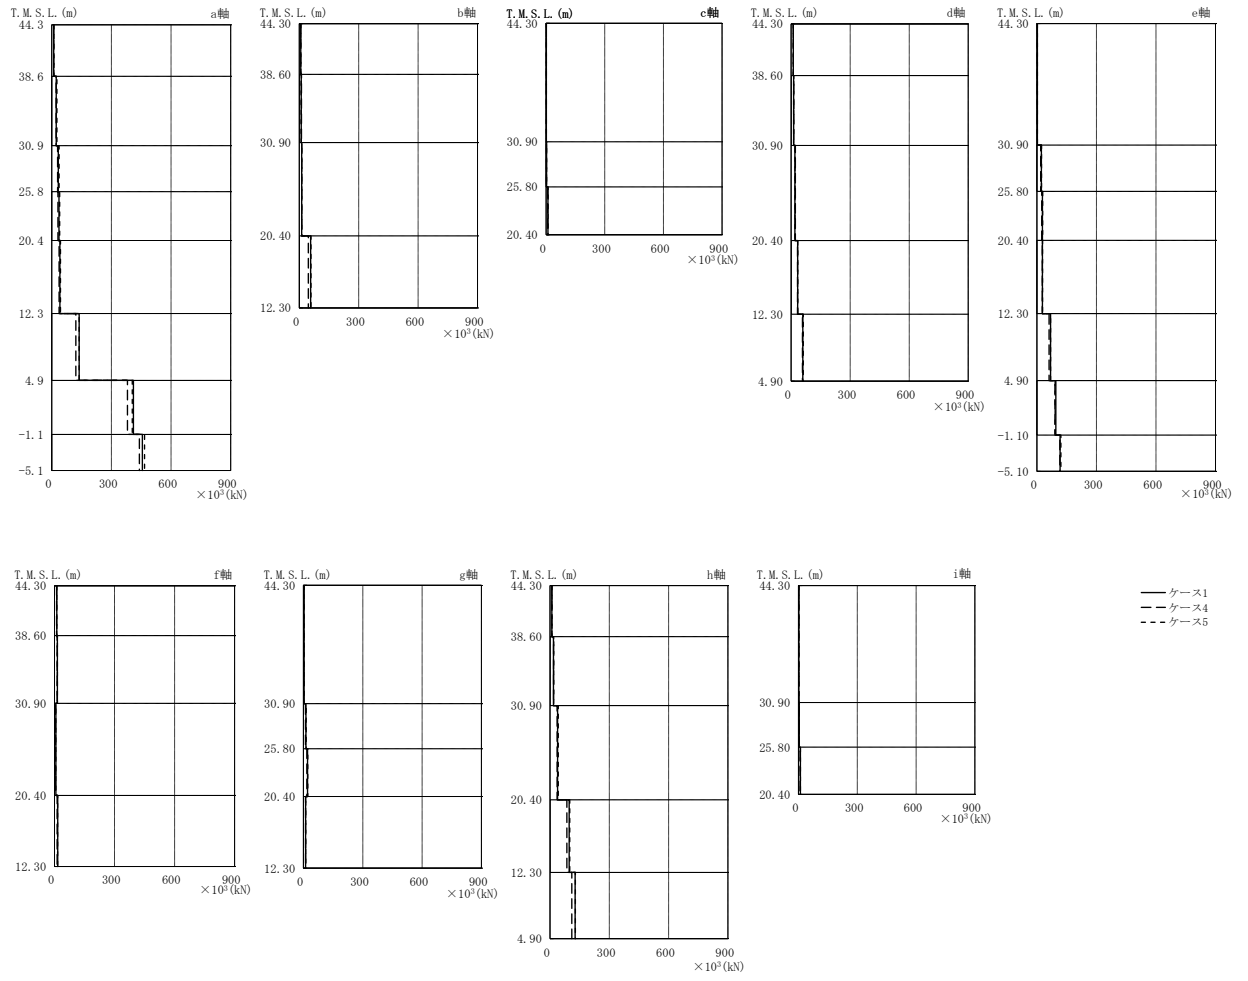 T.M.S.L.(m) a軸
44.3
38.6
30.9
25.8
20.4
12.3
4.9
-1.1
-5.1
0 300 600 900
×10³(kN)
T.M.S.L.(m) b軸
44.30
38.60
30.90
20.40
12.30
0 300 600 900
×10³(kN)
T.M.S.L.(m) c軸
44.30
30.90
25.80
20.40
0 300 600 900
×10³(kN)
T.M.S.L.(m) d軸
44.30
38.60
30.90
20.40
12.30
4.90
0 300 600 900
×10³(kN)
T.M.S.L.(m) e軸
44.30
30.90
25.80
20.40
12.30
4.90
-1.10
-5.10
0 300 600 900
×10³(kN)
T.M.S.L.(m) f軸
44.30
38.60
30.90
20.40
12.30
0 300 600 900
×10³(kN)
T.M.S.L.(m) g軸
44.30
30.90
25.80
20.40
12.30
0 300 600 900
×10³(kN)
T.M.S.L.(m) h軸
44.30
38.60
30.90
20.40
12.30
4.90
0 300 600 900
×10³(kN)
T.M.S.L.(m) i軸
44.30
30.90
25.80
20.40
0 300 600 900
×10³(kN)
ケース1
ケース4
ケース5